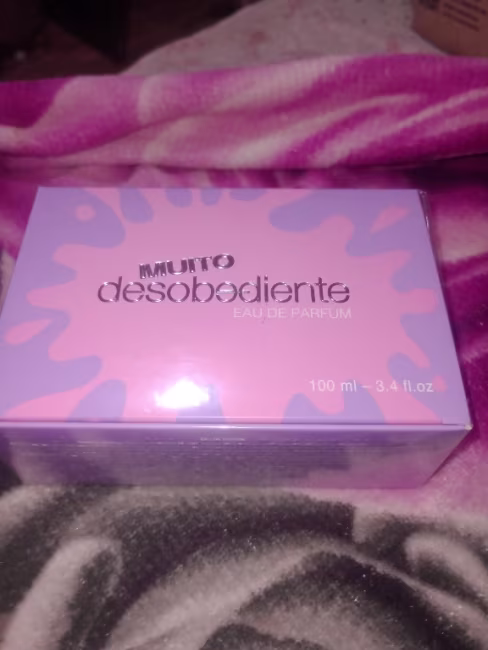 MUITO
desobediente
EAU DE PARFUM
100 ml – 3.4 fl.oz